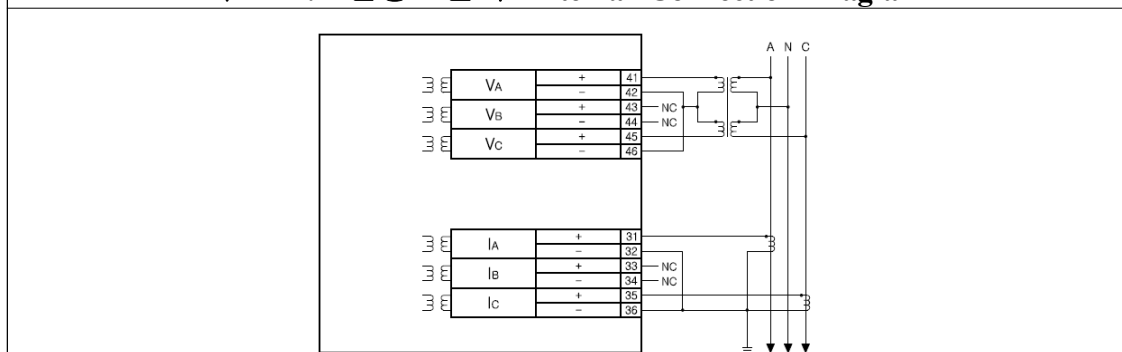 A N C
VA + 41
− 42
VB + 43 NC
− 44 NC
VC + 45
− 46
IA + 31
− 32
IB + 33 NC
− 34 NC
IC + 35
− 36